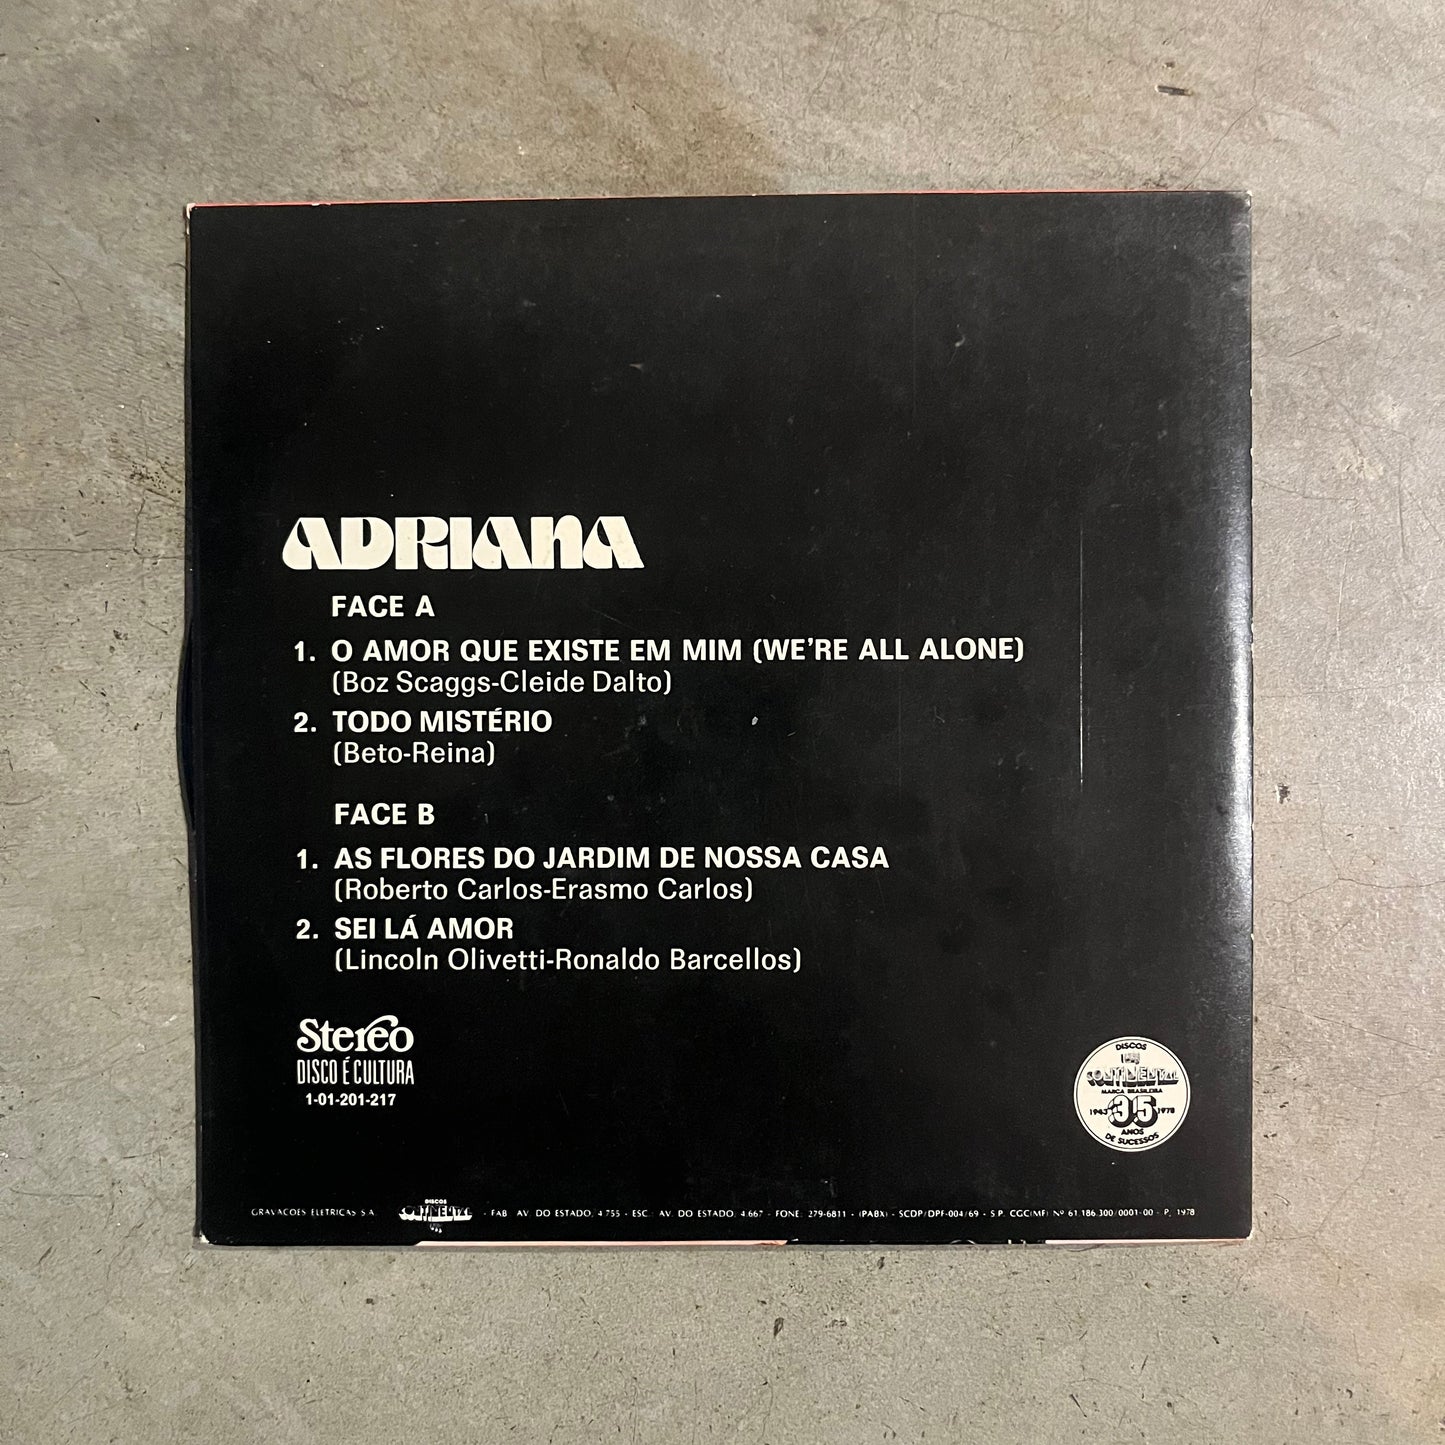 ADRIANA
FACE A
1. O AMOR QUE EXISTE EM MIM (WE'RE ALL ALONE)
(Boz Scaggs-Cleide Dalto)
2. TODO MISTÉRIO
(Beto-Reina)
FACE B
1. AS FLORES DO JARDIM DE NOSSA CASA
(Roberto Carlos-Erasmo Carlos)
2. SEI LÁ AMOR
(Lincoln Olivetti-Ronaldo Barcellos)
Stereo
DISCO É CULTURA
1-01-201-217
DISCOS
CONTINENTAL
MARCA BRASILEIRA
1943 35 1978
ANOS
DE SUCESSOS
GRAVAÇÕES ELÉTRICAS S.A. DISCOS CONTINENTAL - FAB. AV. DO ESTADO, 4.755 - ESC.: AV. DO ESTADO, 4.667 - FONE: 279-6811 - (PABX) - SCDP/DPF-004/69 - S.P. CGC(MF) Nº 61.186.300/0001-00 - P, 1978